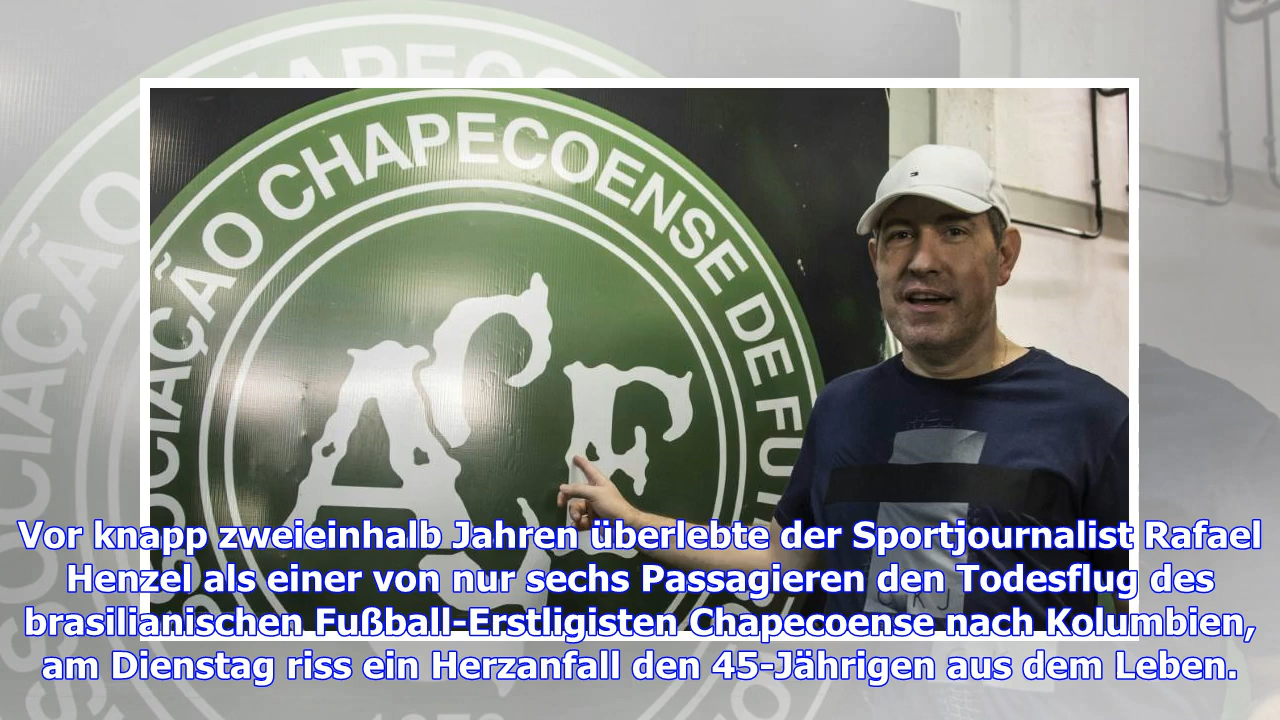 ASSOCIAÇÃO CHAPECOENSE DE FU
ACF
Vor knapp zweieinhalb Jahren überlebte der Sportjournalist Rafael
Henzel als einer von nur sechs Passagieren den Todesflug des
brasilianischen Fußball-Erstligisten Chapecoense nach Kolumbien,
am Dienstag riss ein Herzanfall den 45-Jährigen aus dem Leben.